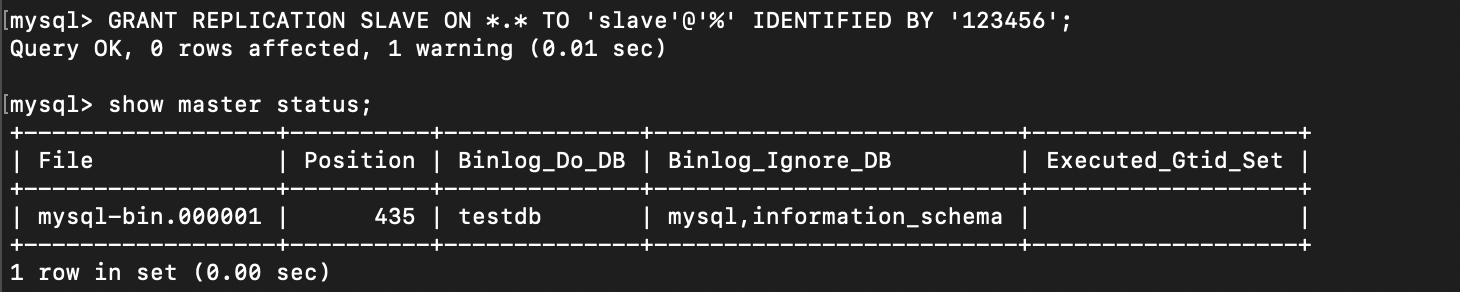 [mysql> GRANT REPLICATION SLAVE ON *.* TO 'slave'@'%' IDENTIFIED BY '123456';
Query OK, 0 rows affected, 1 warning (0.01 sec)

[mysql> show master status;
+------------------+----------+--------------+--------------------------+-------------------+
| File             | Position | Binlog_Do_DB | Binlog_Ignore_DB         | Executed_Gtid_Set |
+------------------+----------+--------------+--------------------------+-------------------+
| mysql-bin.000001 |      435 | testdb       | mysql,information_schema |                   |
+------------------+----------+--------------+--------------------------+-------------------+
1 row in set (0.00 sec)